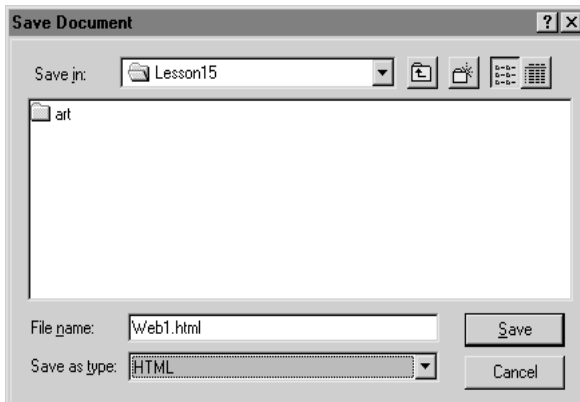 Save Document
Save in: Lesson15
art
File name: Web1.html
Save
Save as type: HTML
Cancel